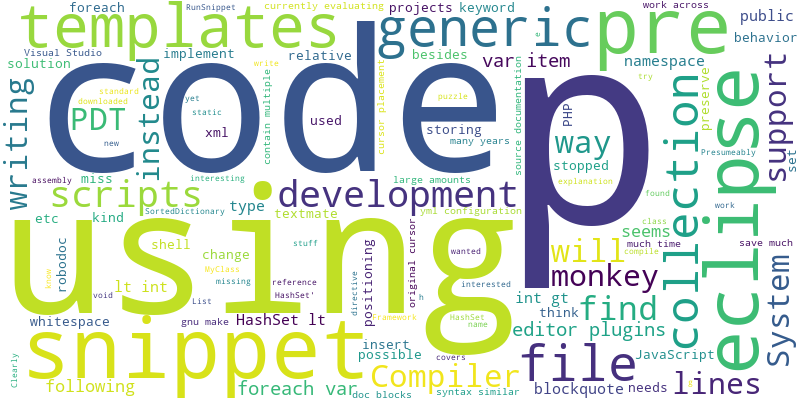 foreach
RunSnippet
currently evaluating
projects
keyword
work across
public
templates
generic
pre
behavior
Visual Studio
implement
relative
besides
var item
namespace
solution
code
p
writing
PDT
instead
standard
downloaded
yet
static
xml
contain multiple
write
used
cursor placement
puzzle
storing
many years
source documentation
e
PHP
way
stopped
try
preserve
collection
eclipse
support
set
new
assembly
miss
interesting
large amounts
explanation
found
Presumeably
work
scripts
development
kind
SortedDictionary
type
textmate
yml configuration
seems
class
etc
using
shell
change
stuff
wanted
will
much time
save much
robodoc
MyClass
missing
compile
know
lt int
reference
HashSet'
directive
positioning
original cursor
interested
monkey
System
void
List
h
HashSet
name
int gt
find
whitespace
gnu make
HashSet lt
framework
editor plugins
think
snippet
insert
possible
covers
file
JavaScript
Clearly
following
foreach var
Compiler
doc blocks
syntax similar
blockquote
needs
lines
g